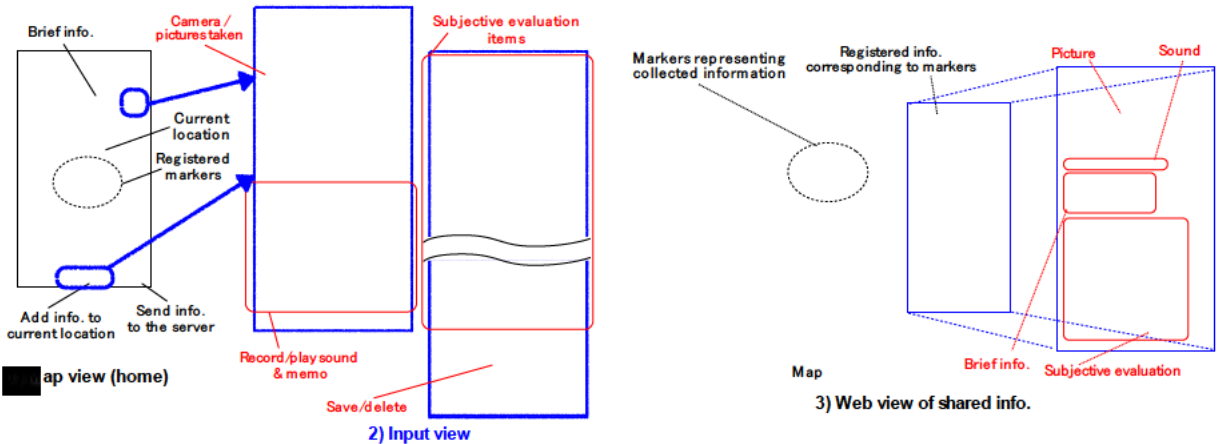 Brief info.
Camera /
pictures taken
Subjective evaluation
items
Current
location
Registered
markers
Add info. to
current location
Send info.
to the server
Record/play sound
& memo
Save/delete
ap view (home)
2) Input view
Markers representing
collected information
Registered info.
corresponding to markers
Picture
Sound
Brief info.
Subjective evaluation
Map
3) Web view of shared info.